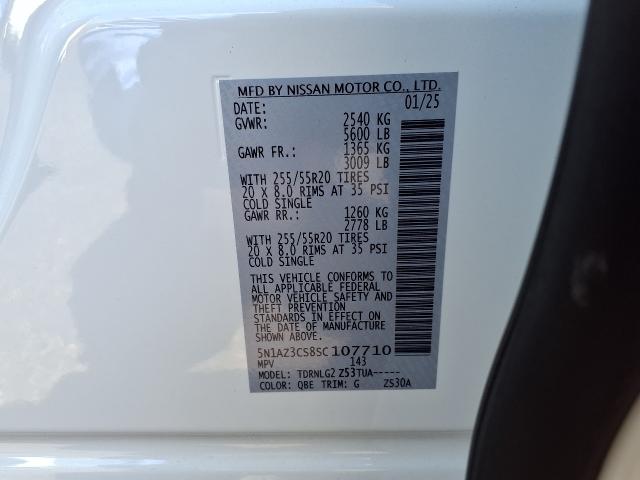 MFD BY NISSAN MOTOR CO., LTD.
DATE: 01/25
GVWR: 2540 KG
5600 LB
GAWR FR.: 1365 KG
3009 LB
WITH 255/55R20 TIRES
20 X 8.0 RIMS AT 35 PSI
COLD SINGLE
GAWR RR.: 1260 KG
2778 LB
WITH 255/55R20 TIRES
20 X 8.0 RIMS AT 35 PSI
COLD SINGLE
THIS VEHICLE CONFORMS TO
ALL APPLICABLE FEDERAL
MOTOR VEHICLE SAFETY AND
THEFT PREVENTION
STANDARDS IN EFFECT ON
THE DATE OF MANUFACTURE
SHOWN ABOVE.
5N1AZ3CS8SC107710
MPV 143
MODEL: TDRNLG2 Z53TUA-----
COLOR: QBE TRIM: G ZS30A